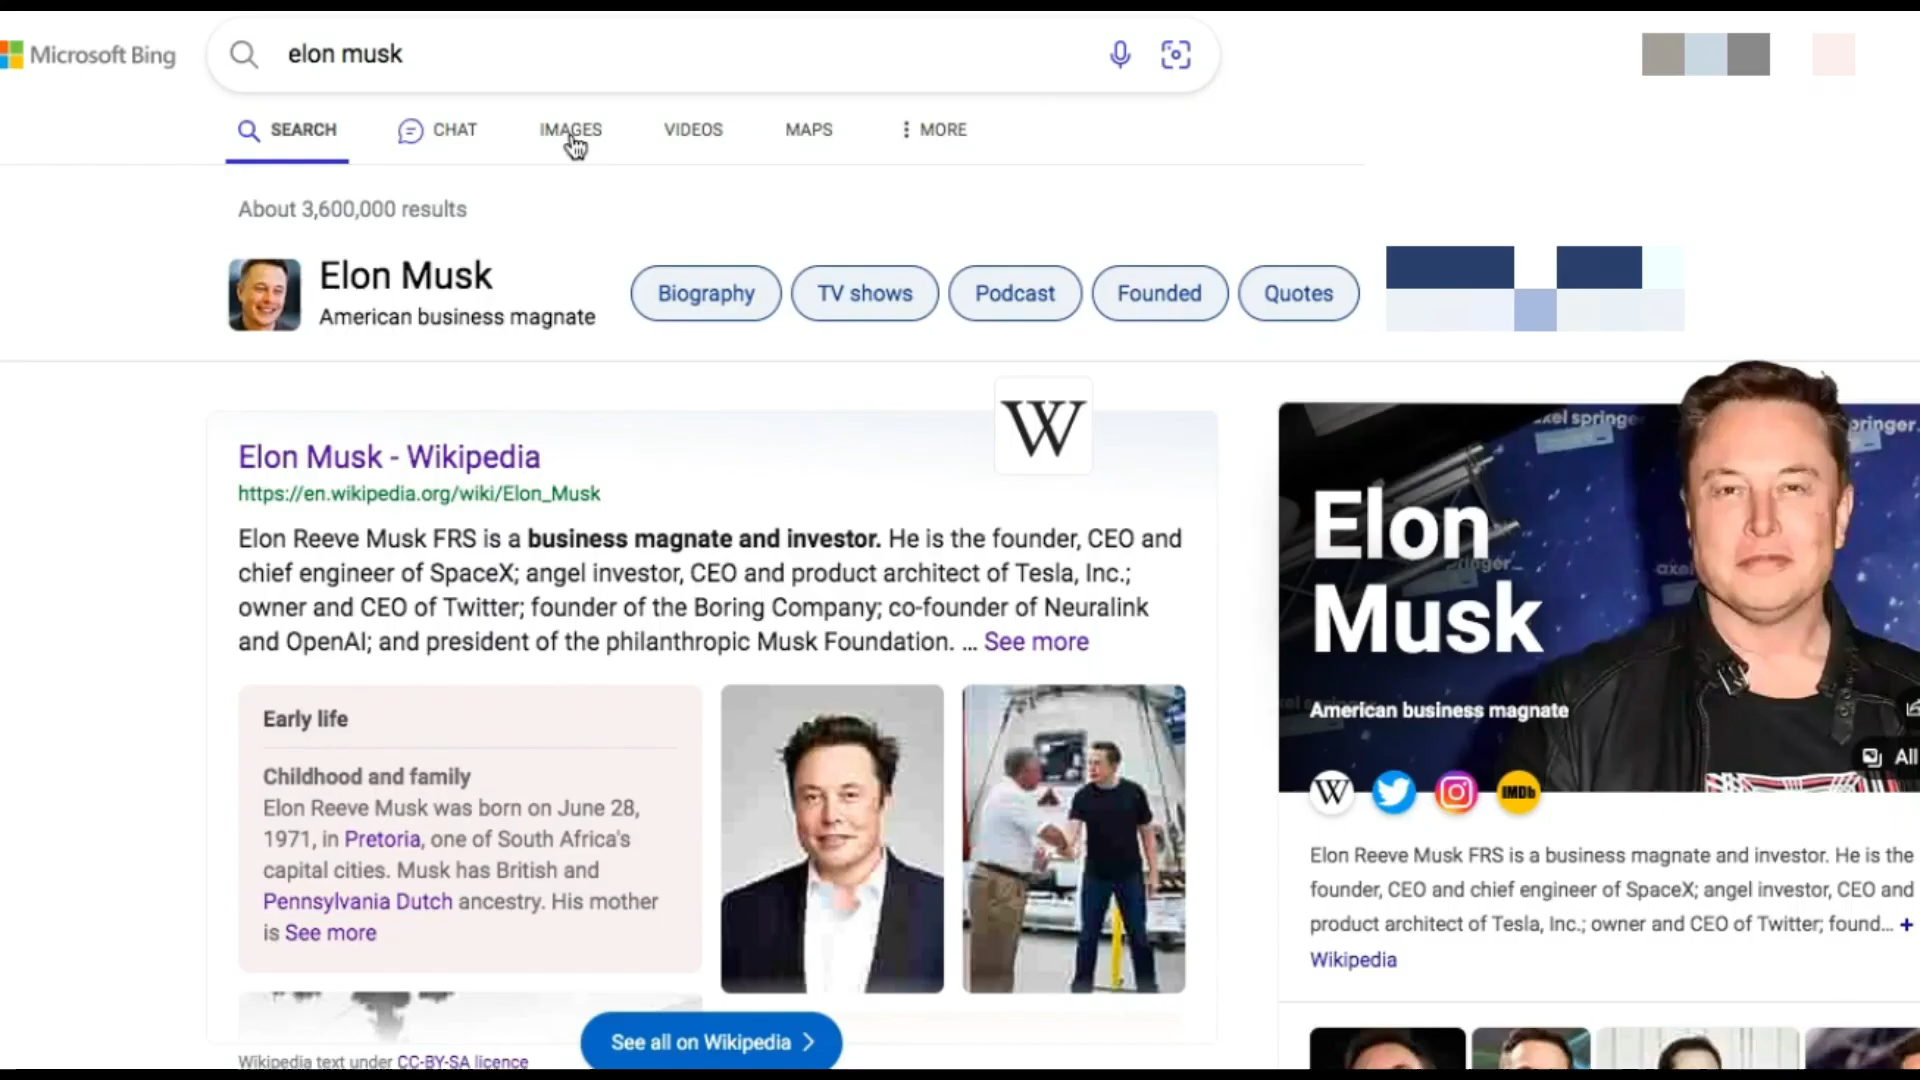 Microsoft Bing
elon musk
SEARCH
CHAT
IMAGES
VIDEOS
MAPS
MORE
About 3,600,000 results
Elon Musk
American business magnate
Biography
TV shows
Podcast
Founded
Quotes
W
Elon Musk - Wikipedia
https://en.wikipedia.org/wiki/Elon_Musk
Elon Reeve Musk FRS is a business magnate and investor. He is the founder, CEO and
chief engineer of SpaceX; angel investor, CEO and product architect of Tesla, Inc.;
owner and CEO of Twitter; founder of the Boring Company; co-founder of Neuralink
and OpenAI; and president of the philanthropic Musk Foundation. ... See more
Early life
Childhood and family
Elon Reeve Musk was born on June 28,
1971, in Pretoria, one of South Africa's
capital cities. Musk has British and
Pennsylvania Dutch ancestry. His mother
is See more
See all on Wikipedia
Wikipedia text under CC-BY-SA licence
axel springer
Elon
Musk
American business magnate
All
W
IMDb
Elon Reeve Musk FRS is a business magnate and investor. He is the
founder, CEO and chief engineer of SpaceX; angel investor, CEO and
product architect of Tesla, Inc.; owner and CEO of Twitter; found... +
Wikipedia